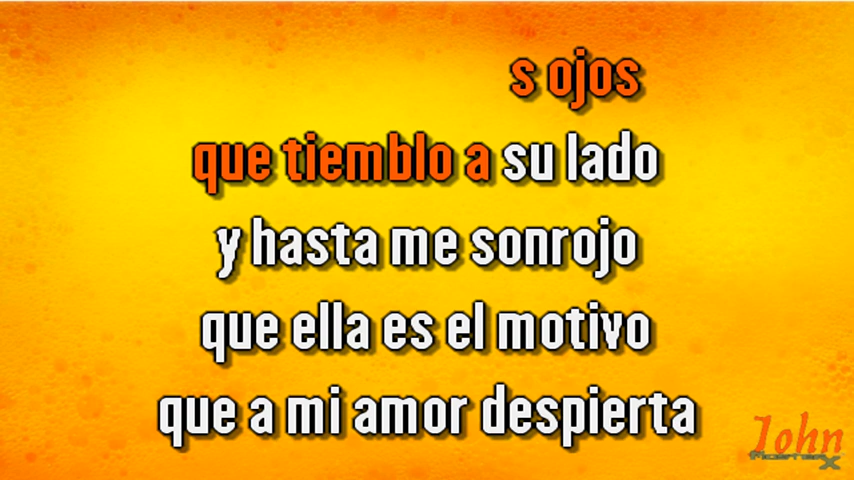 s ojos
que tiemblo a su lado
y hasta me sonrojo
que ella es el motivo
que a mi amor despierta
John